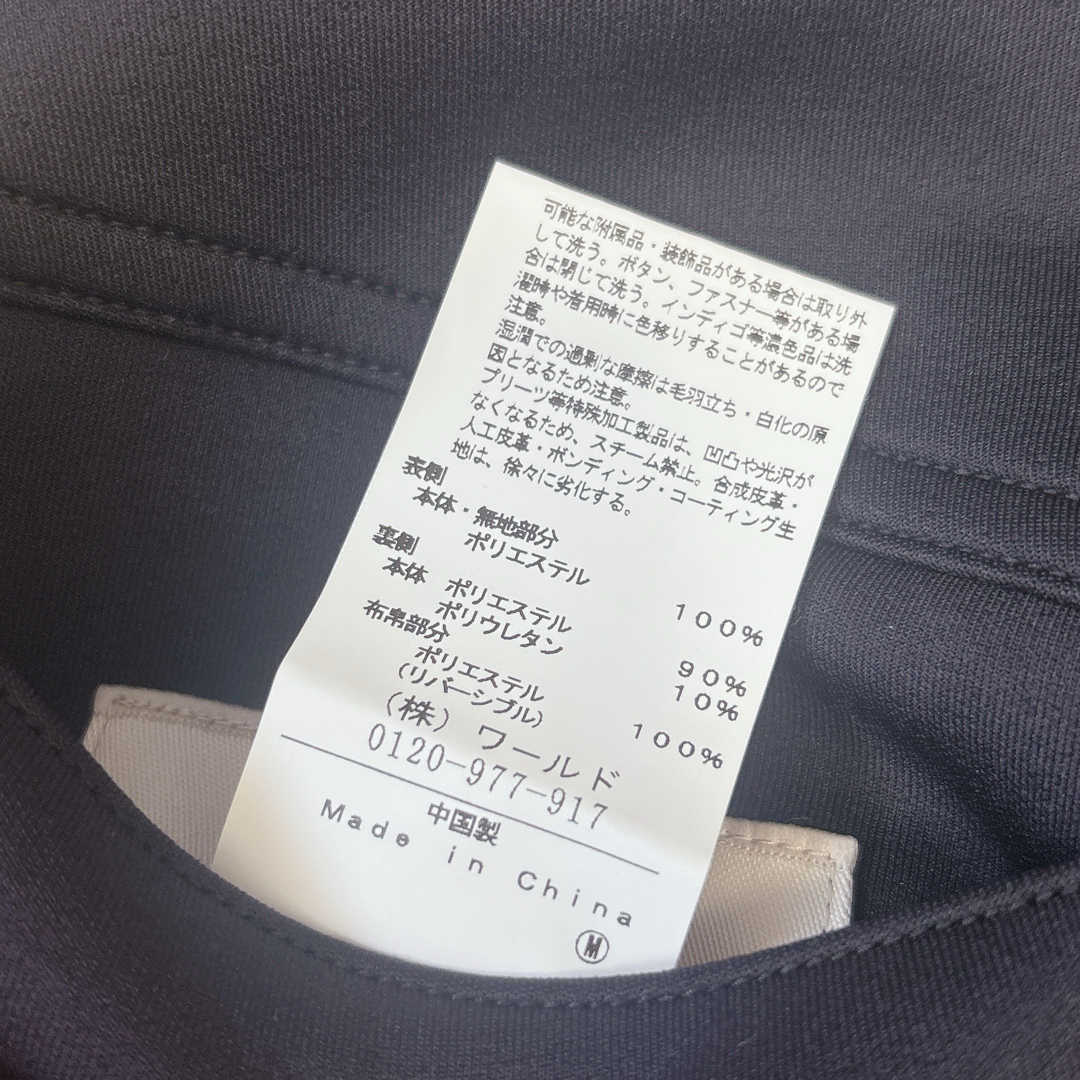 可能な附属品・装飾品がある場合は取り外
して洗う。ボタン、ファスナー等がある場
合は閉じて洗う。インディゴ等濃色品は洗
濯時や着用時に色移りすることがあるので
注意。
湿潤での過剰な摩擦は毛羽立ち・白化の原
因となるため注意。
プリーツ等特殊加工製品は、凹凸や光沢が
なくなるため、スチーム禁止。合成皮革・
人工皮革・ボンディング・コーティング生
地は、徐々に劣化する。
表側
本体・無地部分
ポリエステル 100%
裏側
本体 ポリエステル 90%
ポリウレタン 10%
布帛部分
ポリエステル 100%
(リバーシブル)
(株) ワールド
0120-977-917
中国製
Made in China
M